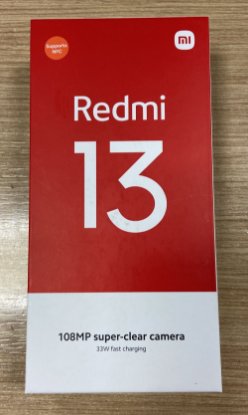 Supports
NFC
mi
Redmi
13
108MP super-clear camera
33W fast charging